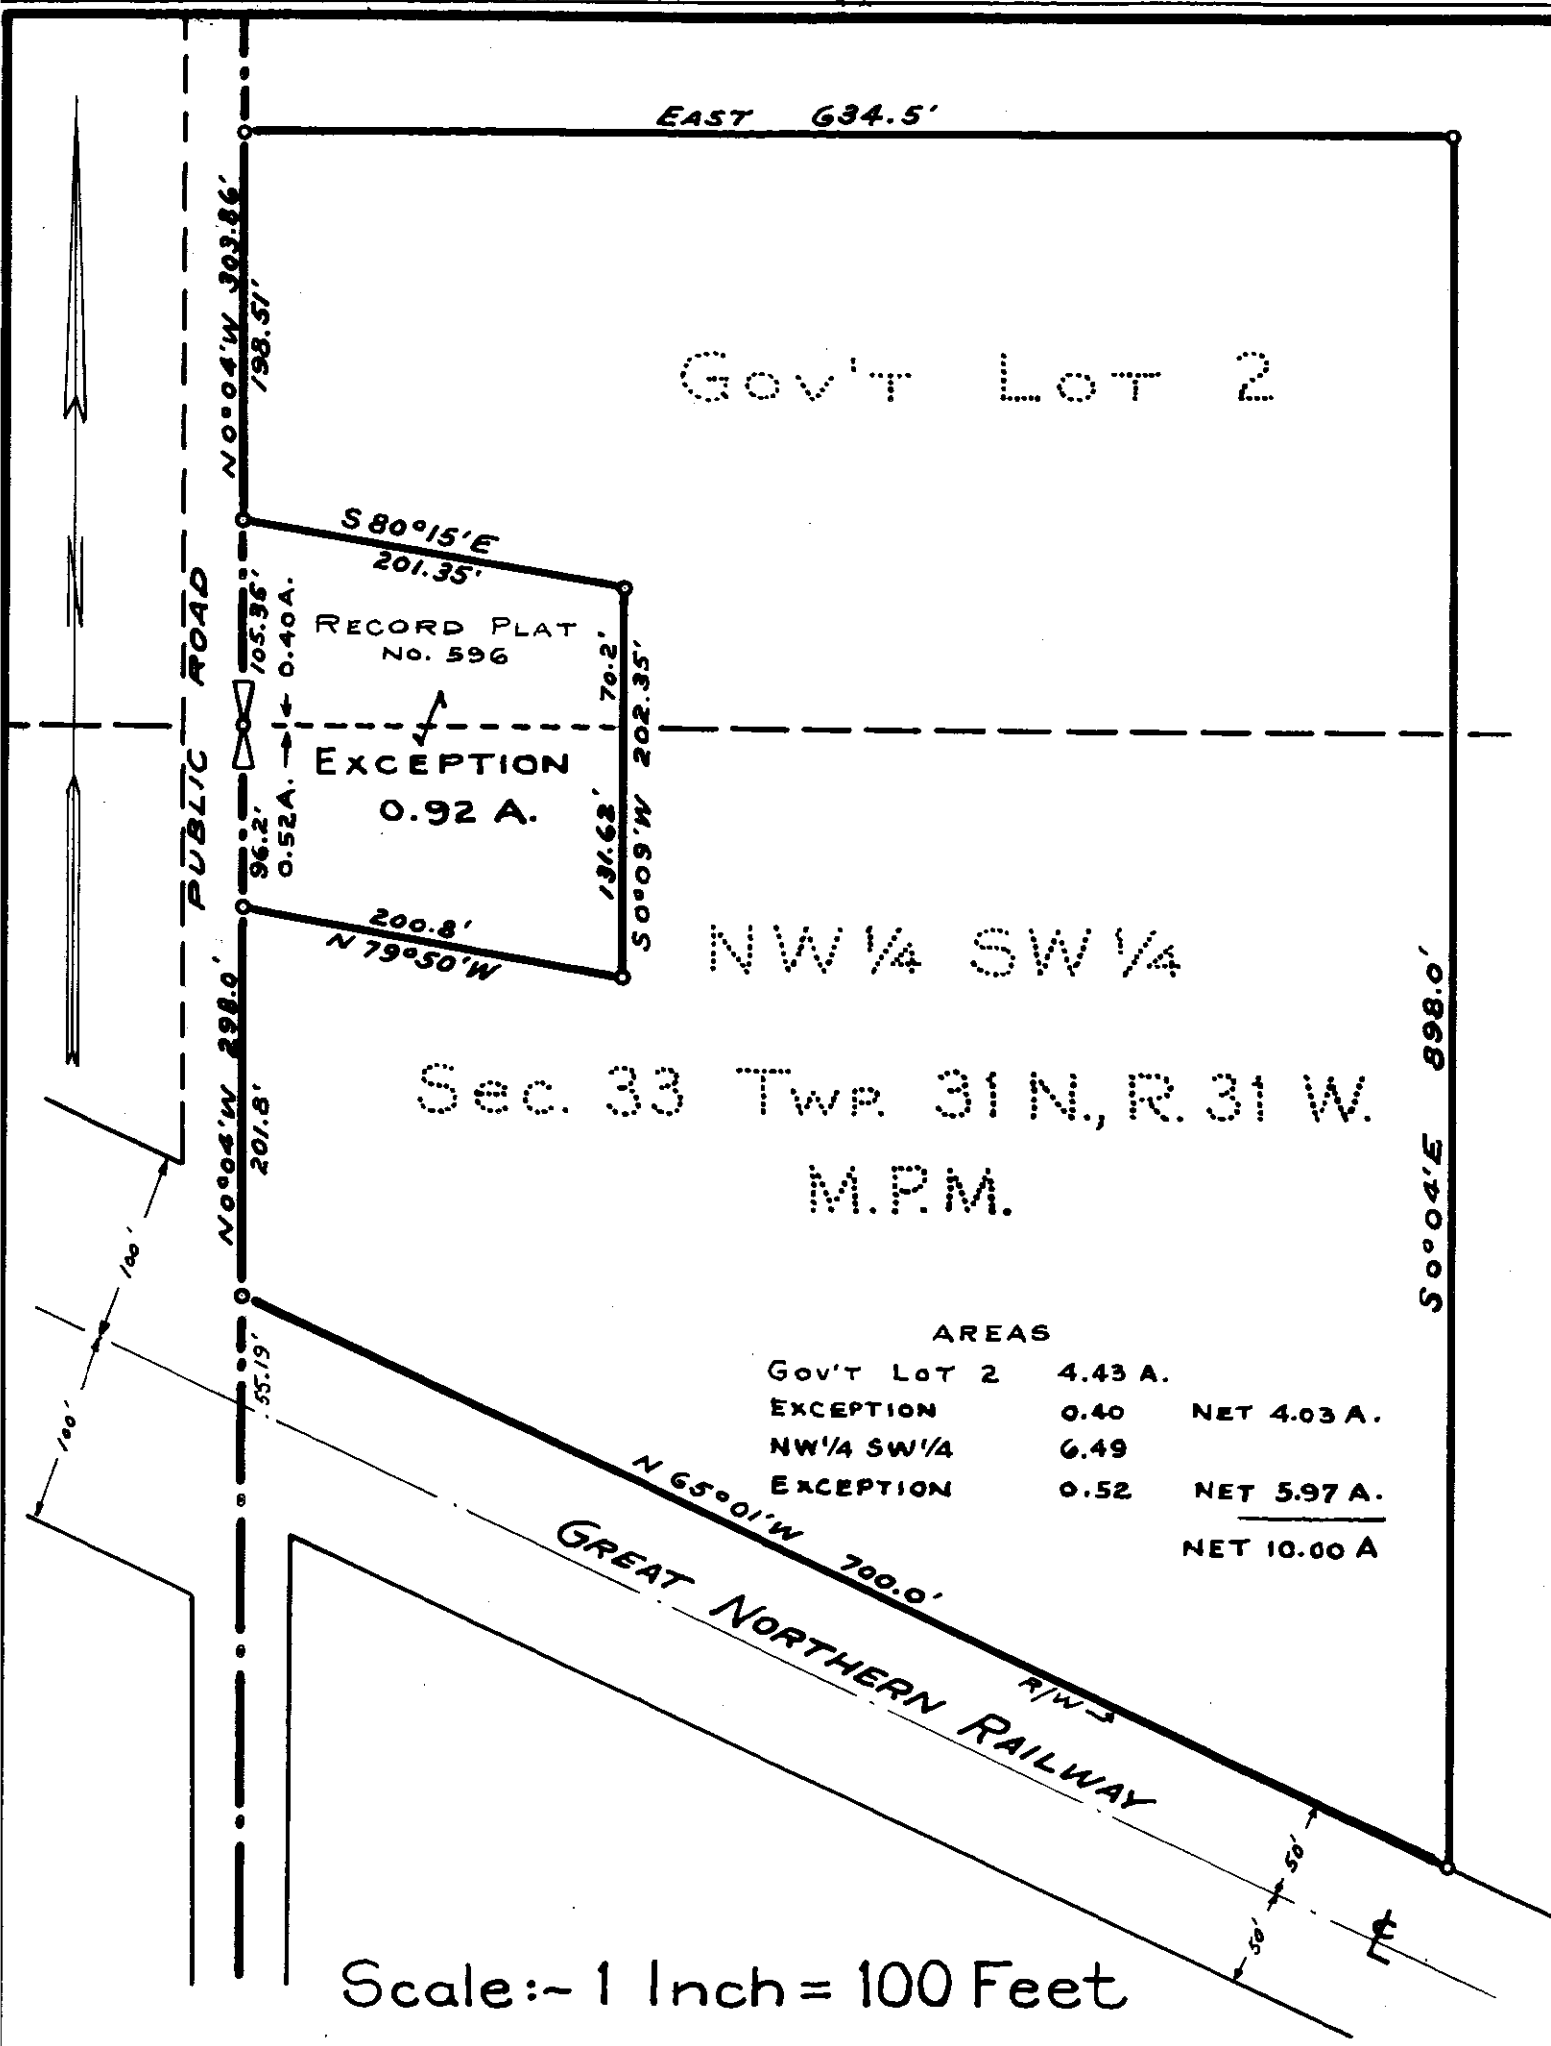 EAST 634.5'
N 0°04'W 303.86'
198.51'
GOV'T LOT 2
S 80°15'E
201.35'
N
PUBLIC ROAD
105.36'
0.40A.
RECORD PLAT
No. 596
70.2'
S 0°09'W 202.35'
EXCEPTION
0.92 A.
96.2'
0.52A.
131.62'
200.8'
N 79°50'W
NW 1/4 SW 1/4
Sec. 33 Twp. 31 N., R. 31 W.
M.P.M.
N 0°04'W 298.0'
201.8'
S 0°04'E 898.0'
100'
100'
55.19'
AREAS
GOV'T LOT 2 4.43 A.
EXCEPTION 0.40 NET 4.03 A.
NW 1/4 SW 1/4 6.49
EXCEPTION 0.52 NET 5.97 A.
NET 10.00 A
N 65°01'W 700.0'
GREAT NORTHERN RAILWAY
R/W
50'
50'
℄
Scale:~ 1 Inch = 100 Feet